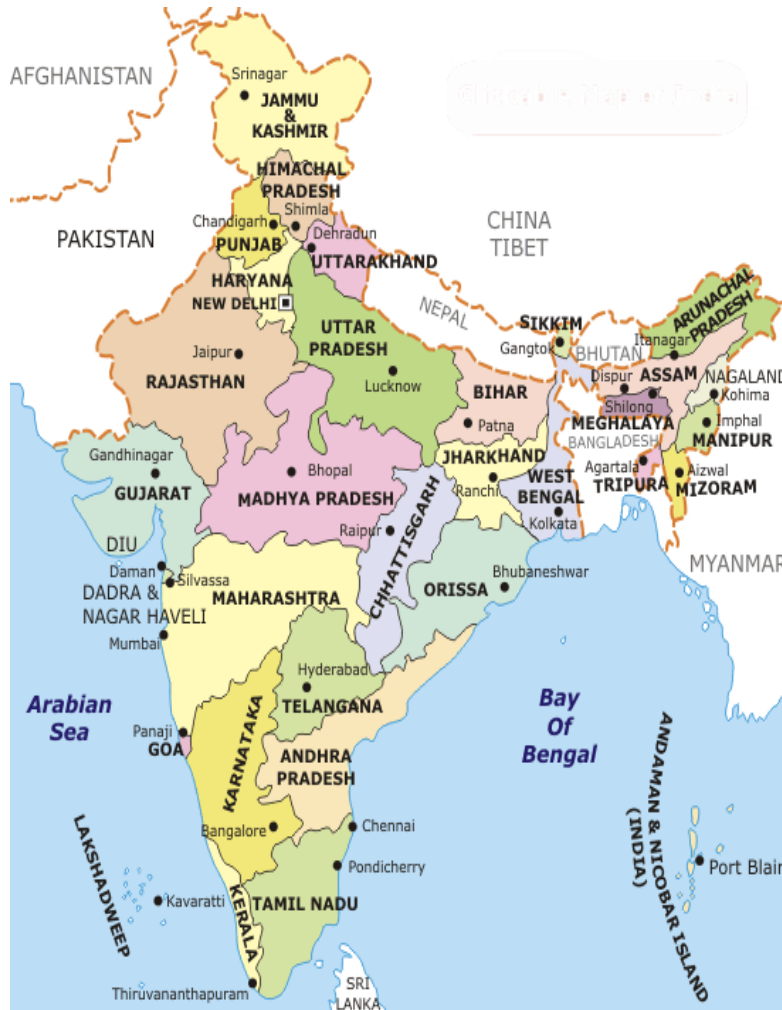 AFGHANISTAN
Srinagar
JAMMU
&
KASHMIR
HIMACHAL
PRADESH
Shimla
Chandigarh
PUNJAB
Dehradun
UTTARAKHAND
PAKISTAN
CHINA
TIBET
HARYANA
NEW DELHI
NEPAL
SIKKIM
Gangtok
BHUTAN
ARUNACHAL
PRADESH
Itanagar
UTTAR
PRADESH
Lucknow
Jaipur
RAJASTHAN
BIHAR
Patna
Dispur
ASSAM
NAGALAND
Kohima
Shilong
MEGHALAYA
Imphal
MANIPUR
BANGLADESH
Agartala
TRIPURA
Aizwal
MIZORAM
Gandhinagar
GUJARAT
Bhopal
MADHYA PRADESH
JHARKHAND
Ranchi
WEST
BENGAL
Kolkata
Raipur
CHHATTISGARH
DIU
Daman
Silvassa
DADRA &
NAGAR HAVELI
Mumbai
MAHARASHTRA
ORISSA
Bhubaneshwar
MYANMAR
Hyderabad
TELANGANA
Arabian
Sea
Bay
Of
Bengal
Panaji
GOA
KARNATAKA
ANDHRA
PRADESH
Bangalore
Chennai
Pondicherry
ANDAMAN & NICOBAR ISLAND
(INDIA)
Port Blair
LAKSHADWEEP
Kavaratti
KERALA
TAMIL NADU
Thiruvananthapuram
SRI
LANKA